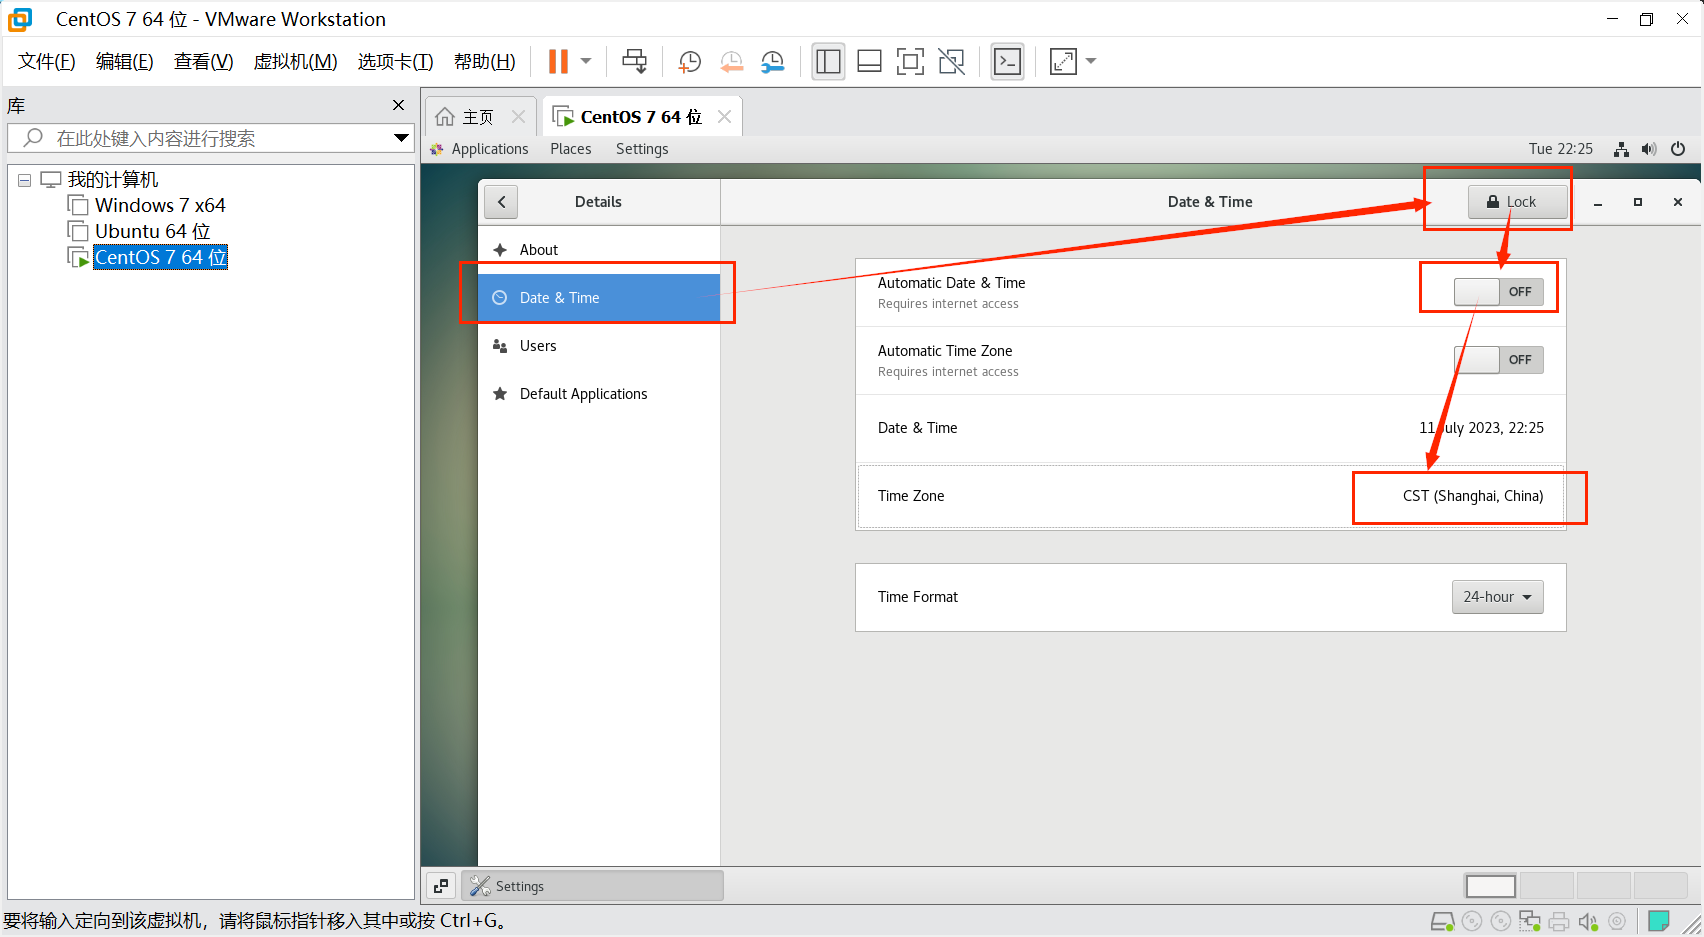 CentOS 7 64 位 - VMware Workstation
文件(F) 编辑(E) 查看(V) 虚拟机(M) 选项卡(T) 帮助(H)
库
在此处键入内容进行搜索
我的计算机
Windows 7 x64
Ubuntu 64 位
CentOS 7 64 位
主页 CentOS 7 64 位
Applications Places Settings Tue 22:25
Details Date & Time Lock
About
Date & Time
Users
Default Applications
Automatic Date & Time OFF
Requires internet access
Automatic Time Zone OFF
Requires internet access
Date & Time 11 July 2023, 22:25
Time Zone CST (Shanghai, China)
Time Format 24-hour
Settings
要将输入定向到该虚拟机，请将鼠标指针移入其中或按 Ctrl+G。